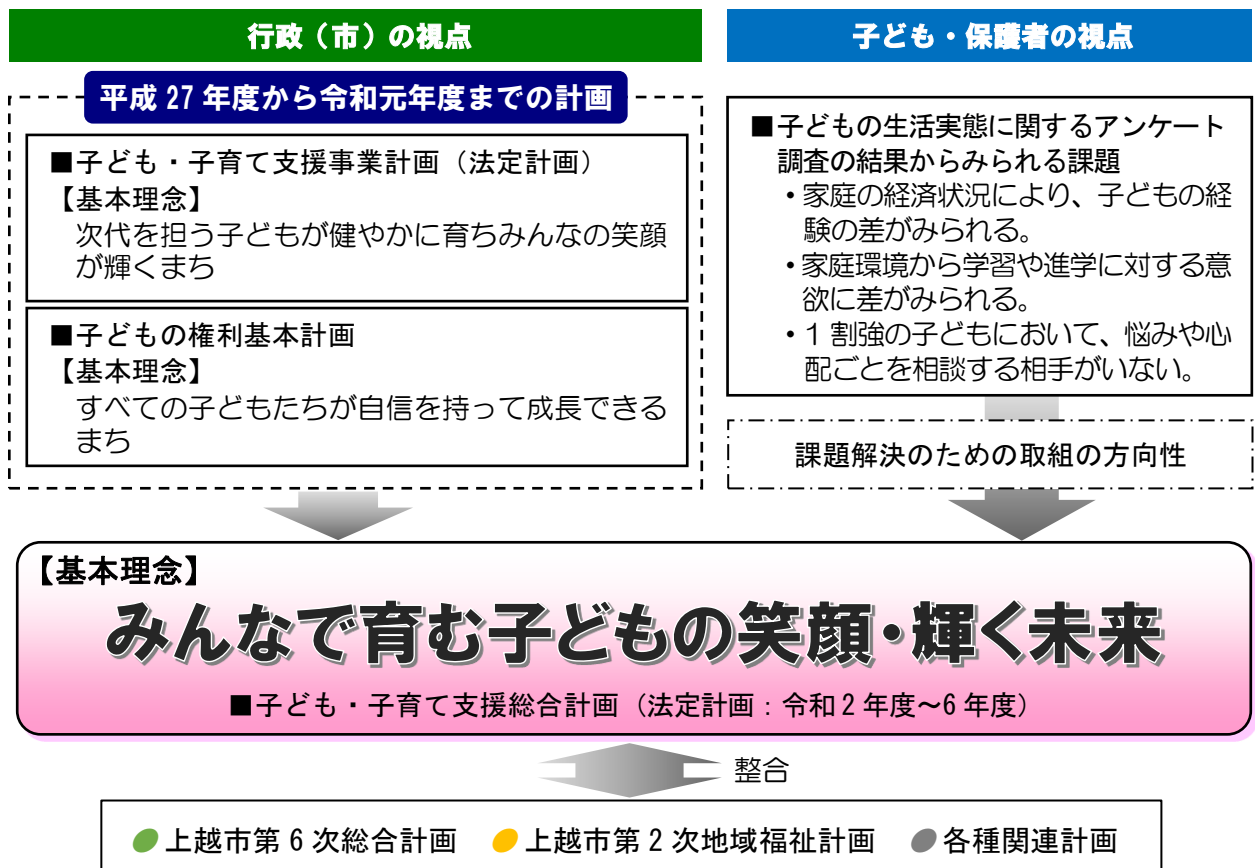 行政（市）の視点
平成 27 年度から令和元年度までの計画
■子ども・子育て支援事業計画（法定計画）
【基本理念】
次代を担う子どもが健やかに育ちみんなの笑顔
が輝くまち
■子どもの権利基本計画
【基本理念】
すべての子どもたちが自信を持って成長できる
まち
子ども・保護者の視点
■子どもの生活実態に関するアンケート
調査の結果からみられる課題
・家庭の経済状況により、子どもの経
験の差がみられる。
・家庭環境から学習や進学に対する意
欲に差がみられる。
・1 割強の子どもにおいて、悩みや心
配ごとを相談する相手がいない。
課題解決のための取組の方向性
【基本理念】
みんなで育む子どもの笑顔・輝く未来
■子ども・子育て支援総合計画（法定計画：令和 2 年度～6 年度）
整合
上越市第 6 次総合計画 上越市第 2 次地域福祉計画 各種関連計画